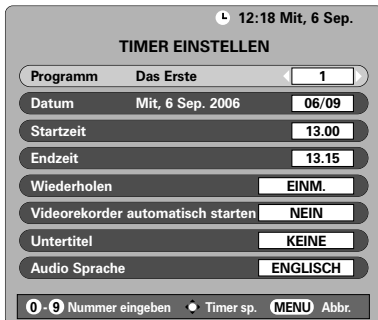 12:18 Mit, 6 Sep.
TIMER EINSTELLEN
Programm Das Erste 1
Datum Mit, 6 Sep. 2006 06/09
Startzeit 13.00
Endzeit 13.15
Wiederholen EINM.
Videorekorder automatisch starten NEIN
Untertitel KEINE
Audio Sprache ENGLISCH
0 - 9 Nummer eingeben Timer sp. MENU Abbr.